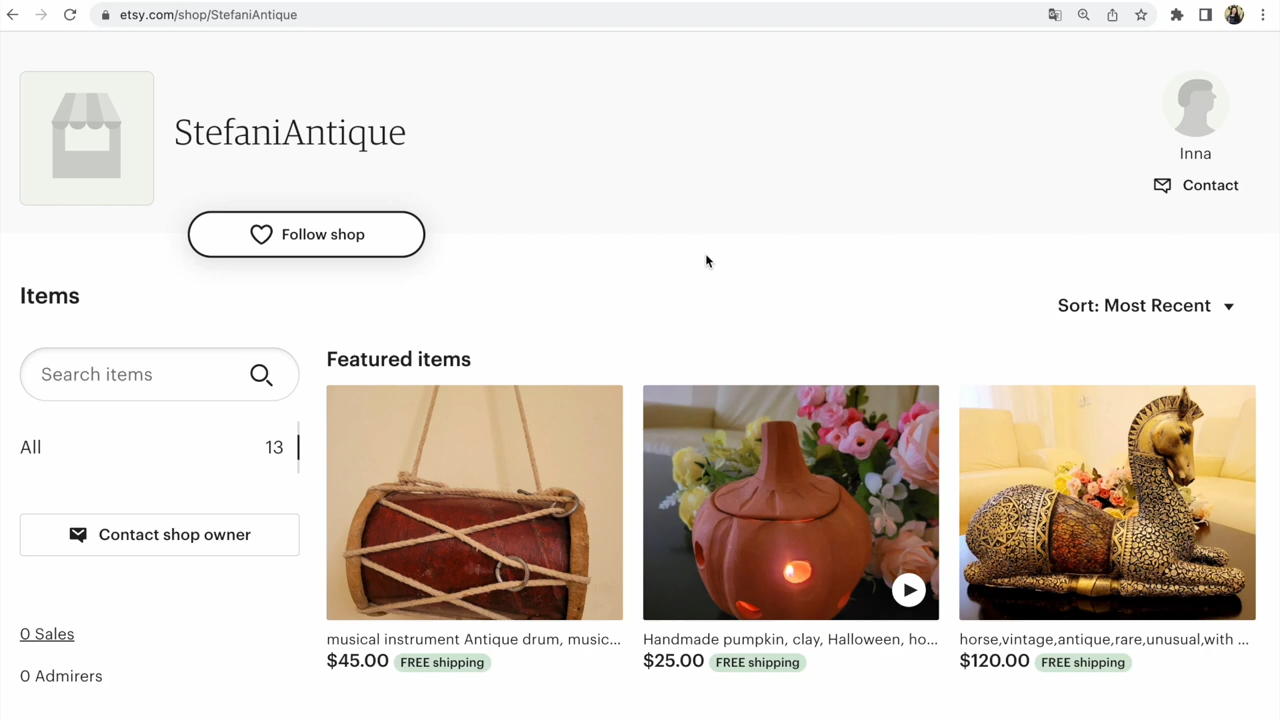 etsy.com/shop/StefaniAntique
StefaniAntique
Inna
Contact
Follow shop
Items
Sort: Most Recent
Search items
Featured items
All 13
Contact shop owner
0 Sales
0 Admirers
musical instrument Antique drum, music...
$45.00 FREE shipping
Handmade pumpkin, clay, Halloween, ho...
$25.00 FREE shipping
horse,vintage,antique,rare,unusual,with ...
$120.00 FREE shipping